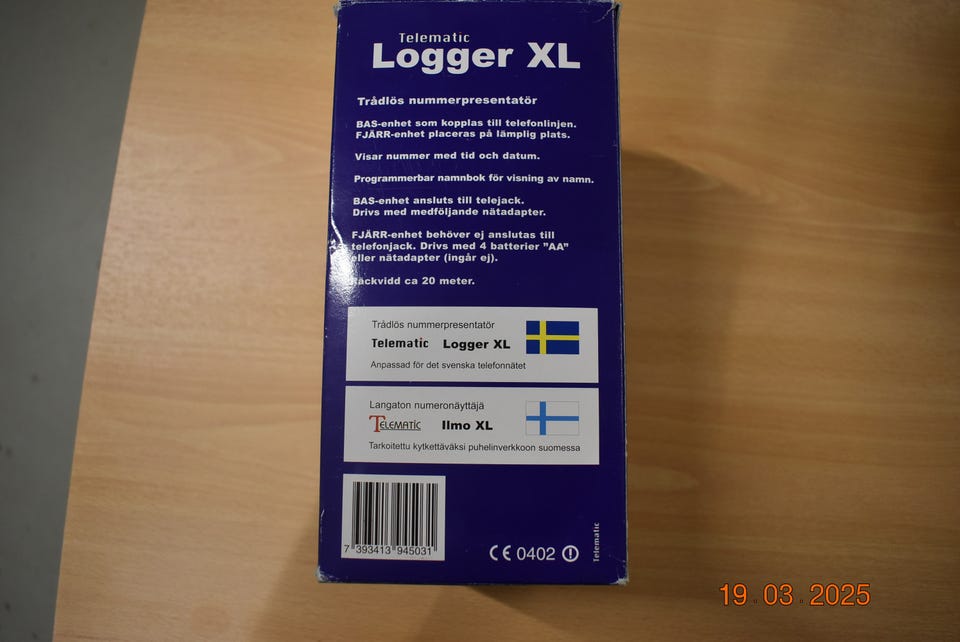 Telematic
Logger XL
Trådlös nummerpresentatör
BAS-enhet som kopplas till telefonlinjen.
FJÄRR-enhet placeras på lämplig plats.
Visar nummer med tid och datum.
Programmerbar namnbok för visning av namn.
BAS-enhet ansluts till telejack.
Drivs med medföljande nätadapter.
FJÄRR-enhet behöver ej anslutas till
telefonjack. Drivs med 4 batterier ”AA”
eller nätadapter (ingår ej).
Räckvidd ca 20 meter.
Trådlös nummerpresentatör
Telematic Logger XL
Anpassad för det svenska telefonnätet
Langaton numeronäyttäjä
TELEMATIC Ilmo XL
Tarkoitettu kytkettäväksi puhelinverkkoon suomessa
7 393413 945031
CE 0402
Telematic
19.03.2025